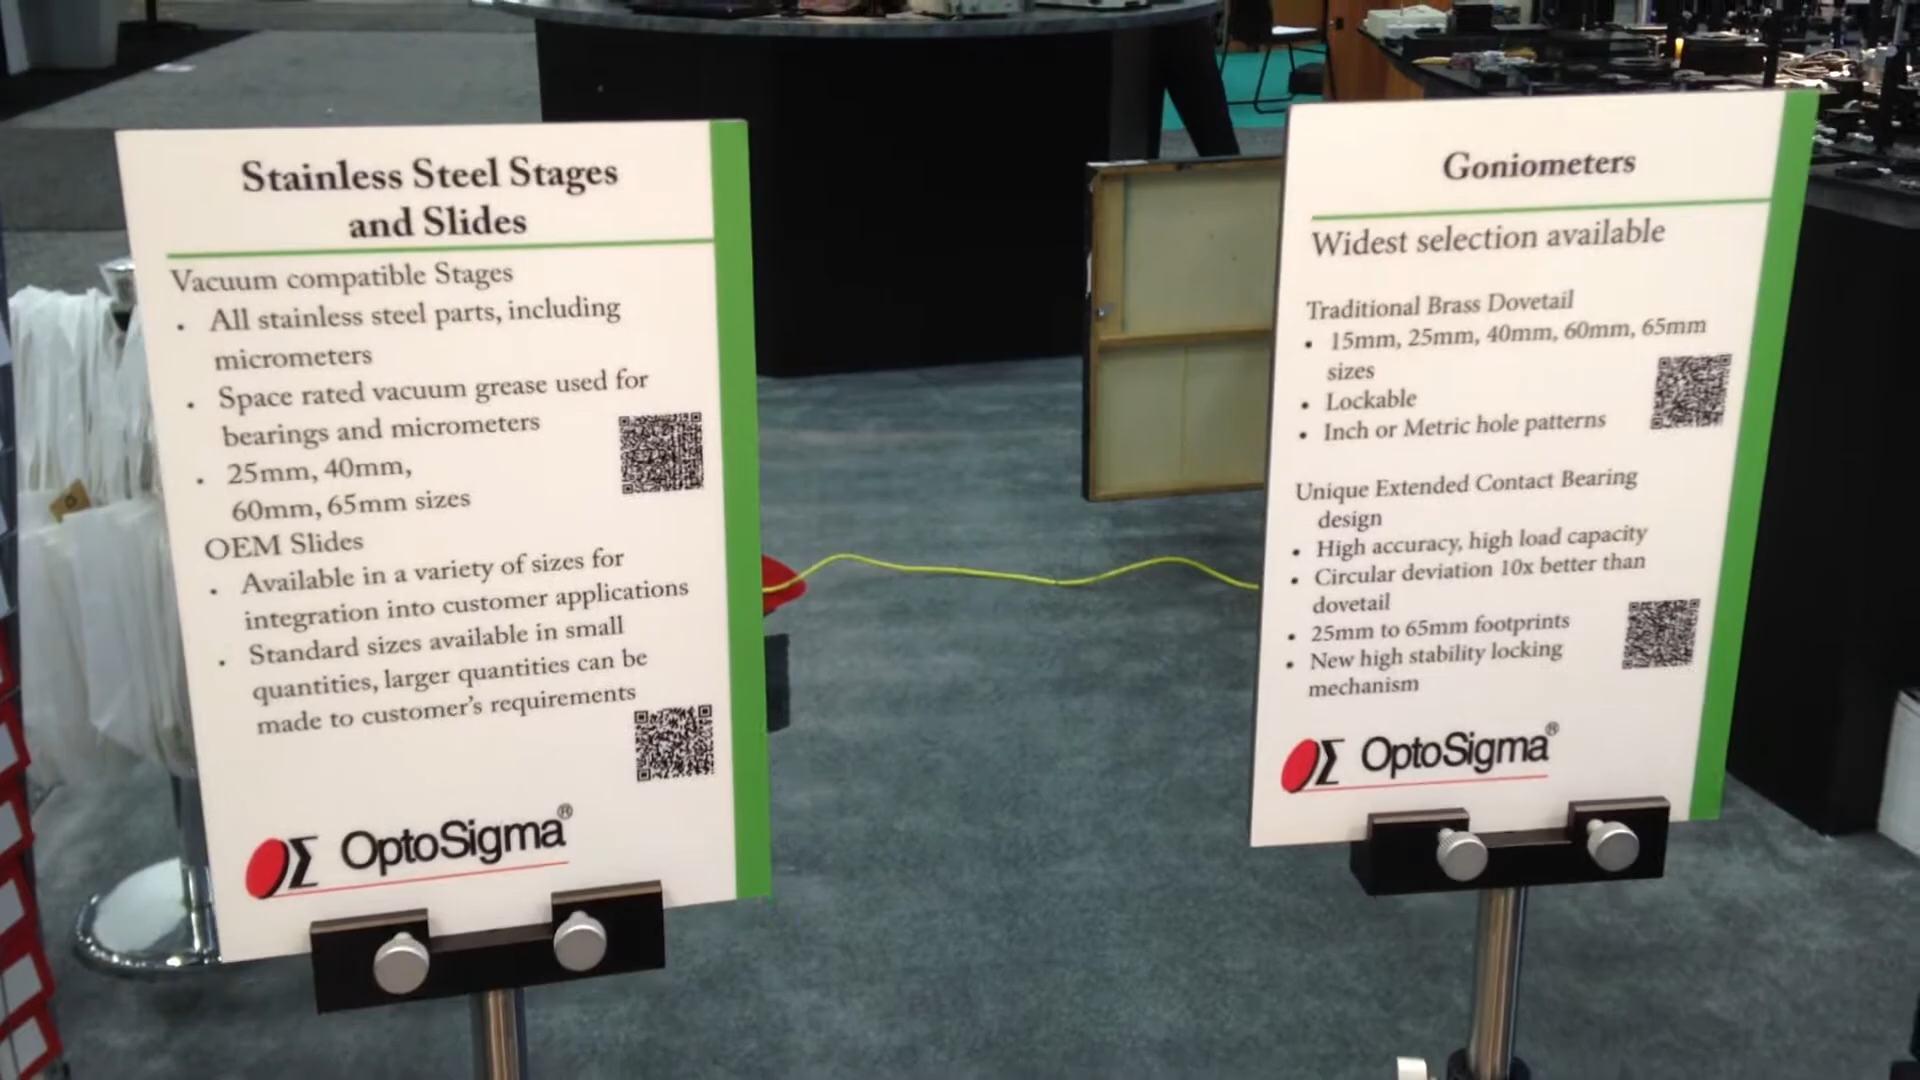 Stainless Steel Stages
and Slides
Vacuum compatible Stages
• All stainless steel parts, including
micrometers
• Space rated vacuum grease used for
bearings and micrometers
• 25mm, 40mm,
60mm, 65mm sizes
OEM Slides
• Available in a variety of sizes for
integration into customer applications
• Standard sizes available in small
quantities, larger quantities can be
made to customer's requirements
OΣ OptoSigma®
Goniometers
Widest selection available
Traditional Brass Dovetail
• 15mm, 25mm, 40mm, 60mm, 65mm
sizes
• Lockable
• Inch or Metric hole patterns
Unique Extended Contact Bearing
design
• High accuracy, high load capacity
• Circular deviation 10x better than
dovetail
• 25mm to 65mm footprints
• New high stability locking
mechanism
OΣ OptoSigma®